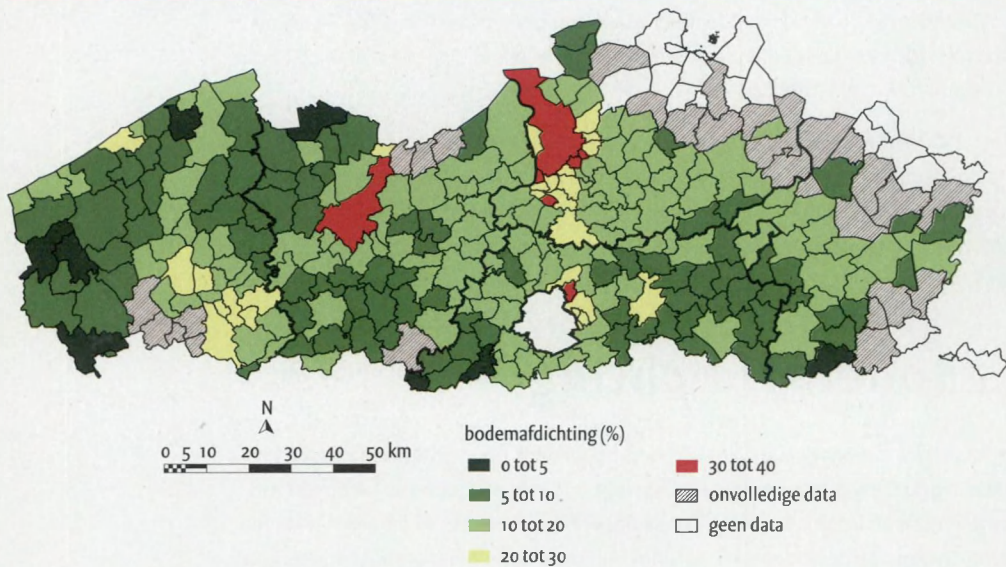 N
0 5 10 20 30 40 50 km
bodemafdichting (%)
0 tot 5
5 tot 10
10 tot 20
20 tot 30
30 tot 40
onvolledige data
geen data